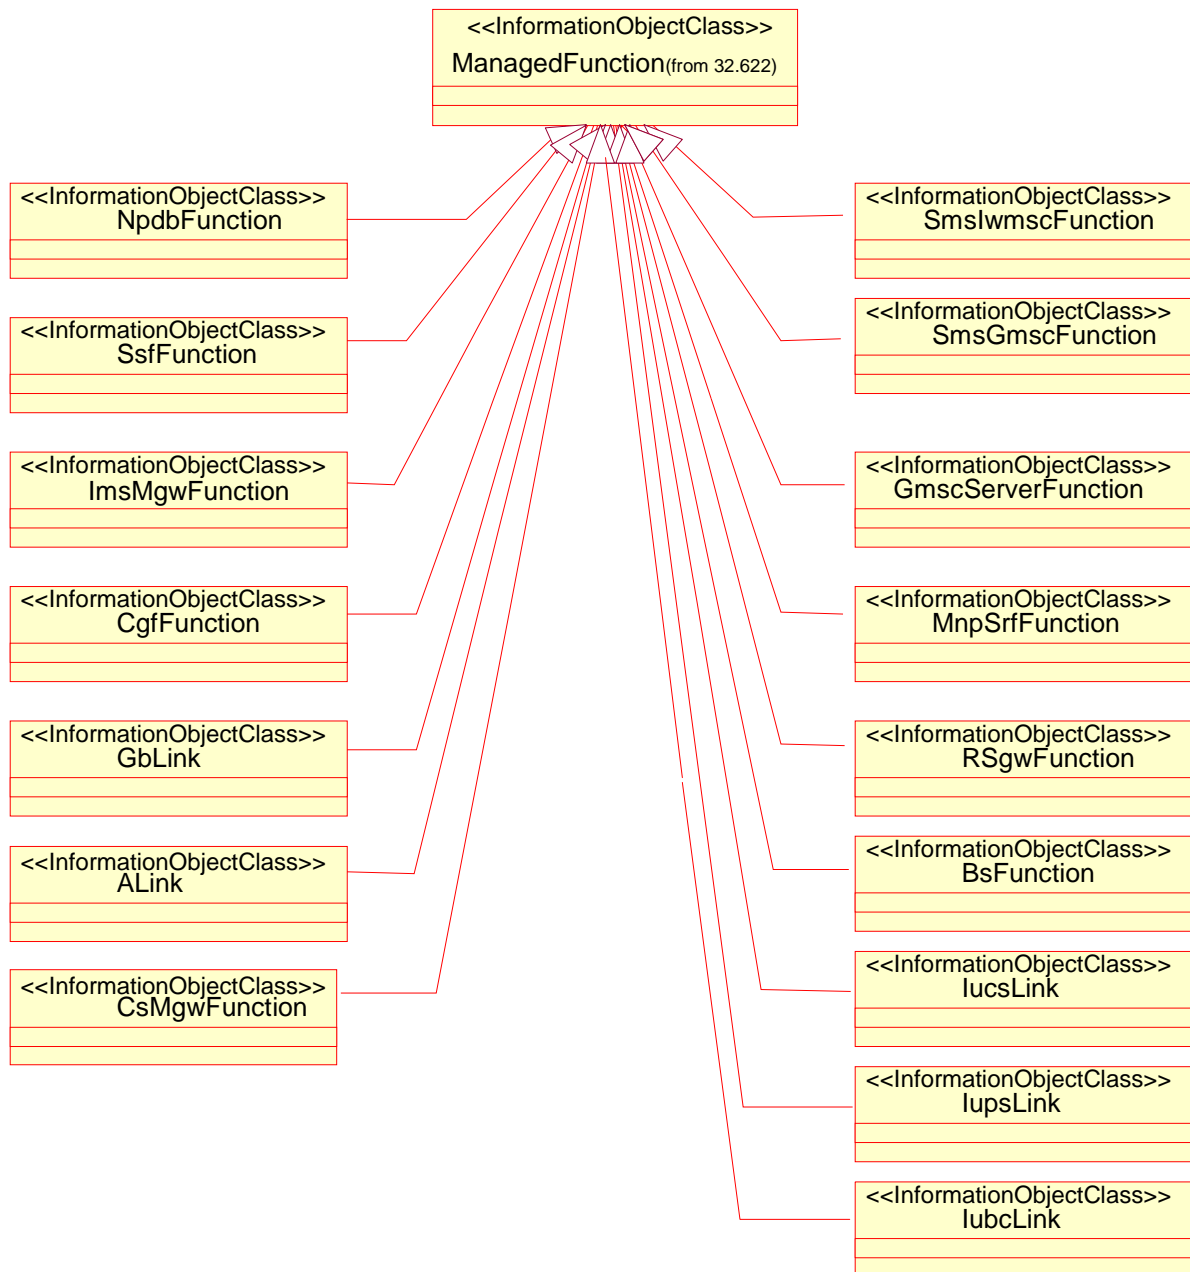 <<InformationObjectClass>>
ManagedFunction(from 32.622)
<<InformationObjectClass>>
NpdbFunction
<<InformationObjectClass>>
SsfFunction
<<InformationObjectClass>>
ImsMgwFunction
<<InformationObjectClass>>
CgfFunction
<<InformationObjectClass>>
GbLink
<<InformationObjectClass>>
ALink
<<InformationObjectClass>>
CsMgwFunction
<<InformationObjectClass>>
SmsIwmscFunction
<<InformationObjectClass>>
SmsGmscFunction
<<InformationObjectClass>>
GmscServerFunction
<<InformationObjectClass>>
MnpSrfFunction
<<InformationObjectClass>>
RSgwFunction
<<InformationObjectClass>>
BsFunction
<<InformationObjectClass>>
IucsLink
<<InformationObjectClass>>
IupsLink
<<InformationObjectClass>>
IubcLink